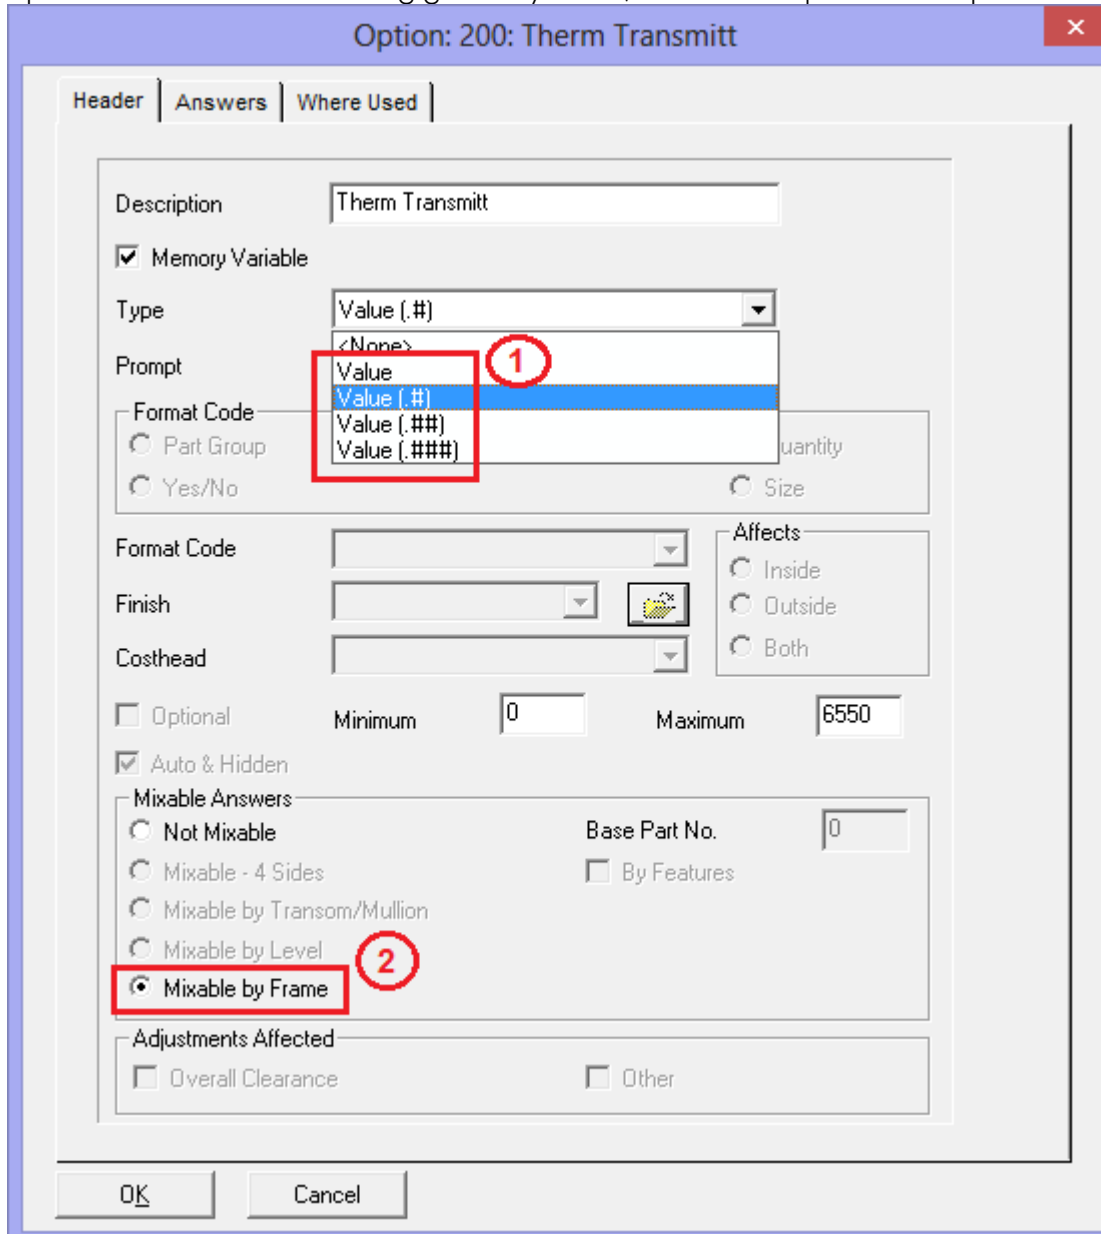 Option: 200: Therm Transmitt
Header Answers Where Used
Description Therm Transmitt
Memory Variable
Type Value (.#)
<None>
Prompt Value 1
Value (.#)
Format Code Value (.##)
Part Group Value (.###) uantity
Yes/No Size
Format Code Affects
Inside
Finish Outside
Costhead Both
Optional Minimum 0 Maximum 6550
Auto & Hidden
Mixable Answers
Not Mixable Base Part No. 0
Mixable - 4 Sides By Features
Mixable by Transom/Mullion
Mixable by Level 2
Mixable by Frame
Adjustments Affected
Overall Clearance Other
OK Cancel